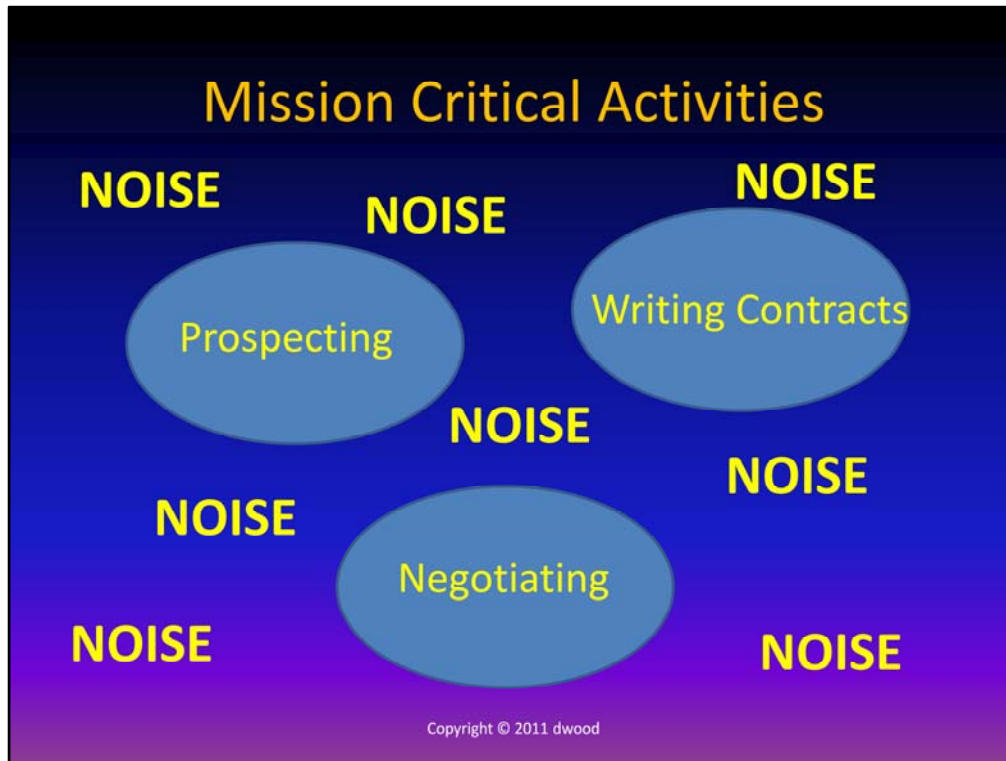 Mission Critical Activities
NOISE
NOISE
NOISE
Prospecting
Writing Contracts
NOISE
NOISE
NOISE
Negotiating
NOISE
NOISE
Copyright © 2011 dwood